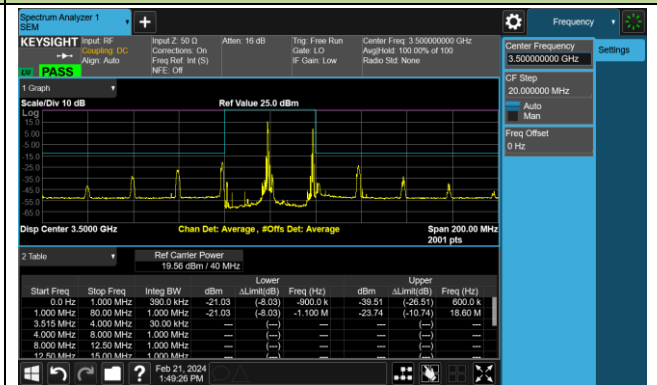 Spectrum Analyzer 1
SEM
+
Frequency
KEYSIGHT Input: RF Input Z: 50 Ω Atten: 16 dB Trig: Free Run Center Freq: 3.500000000 GHz
Coupling: DC Corrections: On Gate: LO Avg|Hold: 100.00% of 100
Align: Auto Freq Ref: Int (S) IF Gain: Low Radio Std: None
NFE: Off
PASS
Center Frequency
3.500000000 GHz
Settings
CF Step
20.000000 MHz
Auto
Man
Freq Offset
0 Hz
1 Graph
Scale/Div 10 dB Ref Value 25.0 dBm
Log
15.0
5.00
-5.00
-15.0
-25.0
-35.0
-45.0
-55.0
-65.0
Disp Center 3.5000 GHz Chan Det: Average, #Offs Det: Average Span 200.00 MHz
2001 pts
2 Table Ref Carrier Power
19.56 dBm / 40 MHz
Lower Upper
Start Freq Stop Freq Integ BW dBm ΔLimit(dB) Freq (Hz) dBm ΔLimit(dB) Freq (Hz)
0.0 Hz 1.000 MHz 390.0 kHz -21.03 (-8.03) -900.0 k -39.51 (-26.51) 600.0 k
1.000 MHz 80.00 MHz 1.000 MHz -21.03 (-8.03) -1.100 M -23.74 (-10.74) 18.60 M
3.515 MHz 4.000 MHz 30.00 kHz --- (---) --- --- (---) ---
4.000 MHz 8.000 MHz 1.000 MHz --- (---) --- --- (---) ---
8.000 MHz 12.50 MHz 1.000 MHz --- (---) --- --- (---) ---
12.50 MHz 15.00 MHz 1.000 MHz --- (---) --- --- (---) ---
? Feb 21, 2024
1:49:26 PM